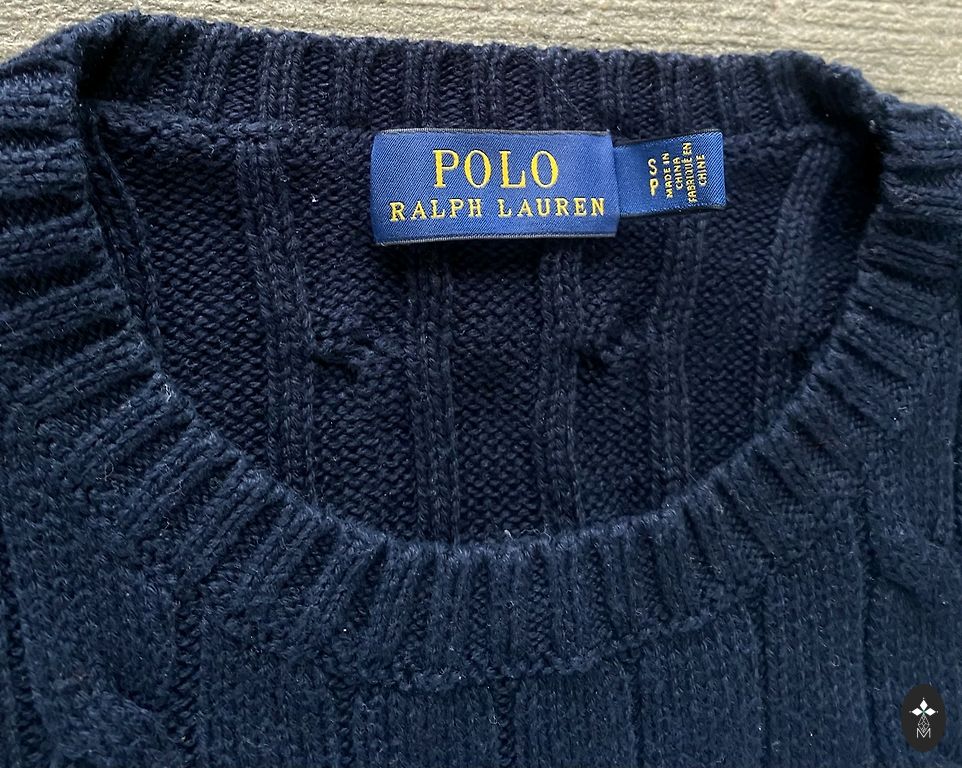 POLO
RALPH LAUREN
S
P
MADE IN
CHINA
FABRIQUÉ EN
CHINE
M